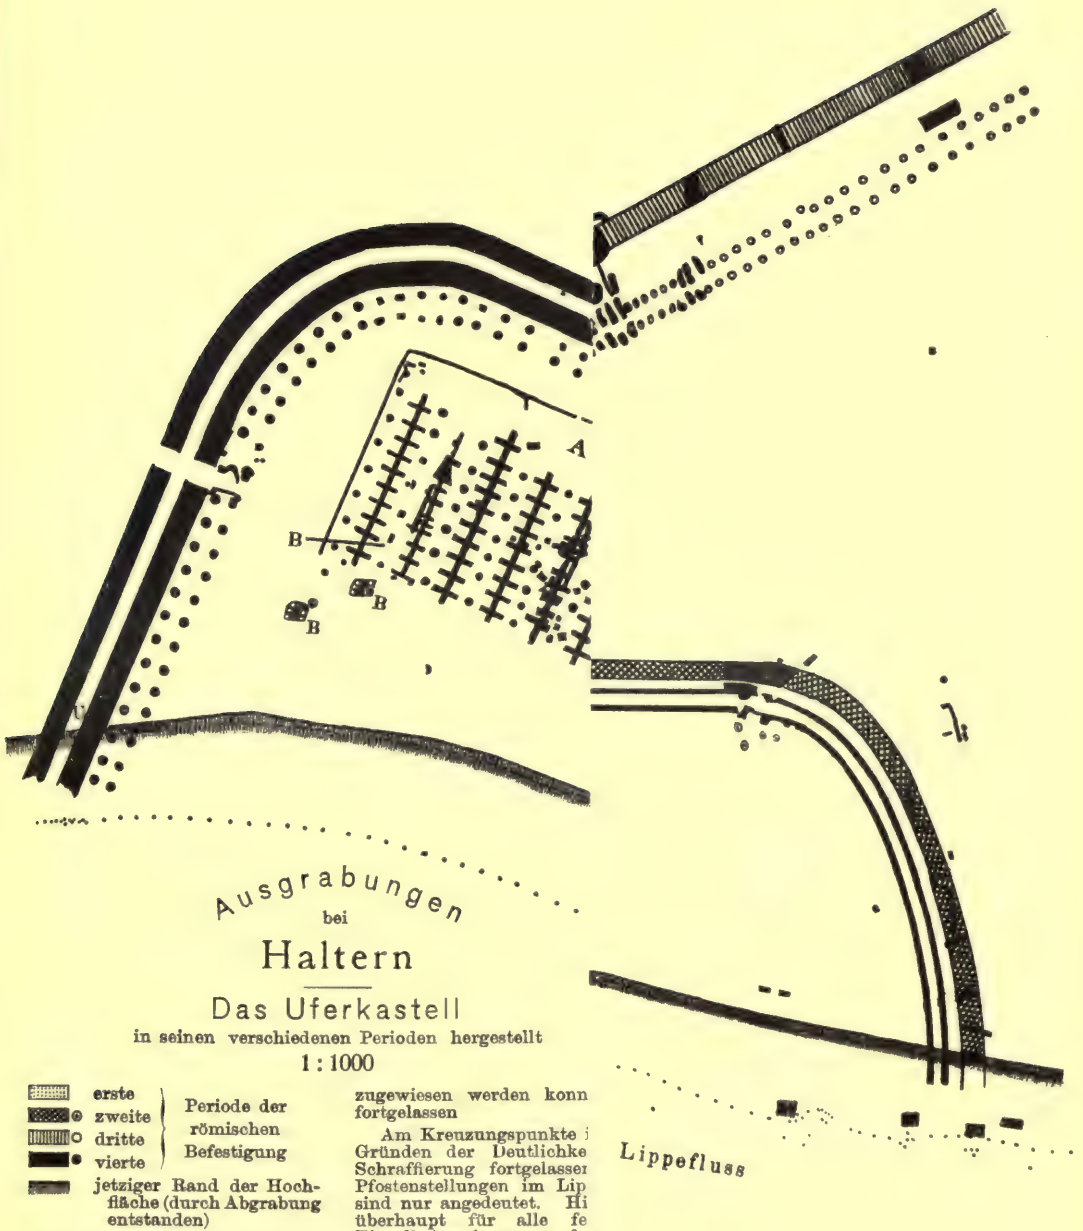 A
B
B
B
U
Ausgrabungen
bei
Haltern
Das Uferkastell
in seinen verschiedenen Perioden hergestellt
1 : 1000
erste
zweite
dritte
vierte
Periode der
römischen
Befestigung
jetziger Rand der Hoch-
fläche (durch Abgrabung
entstanden)
zugewiesen werden konn
fortgelassen
Am Kreuzungspunkte i
Gründen der Deutlichke
Schraffierung fortgelasse
Pfostenstellungen im Lip
sind nur angedeutet. Hi
überhaupt für alle fe
Lippefluss